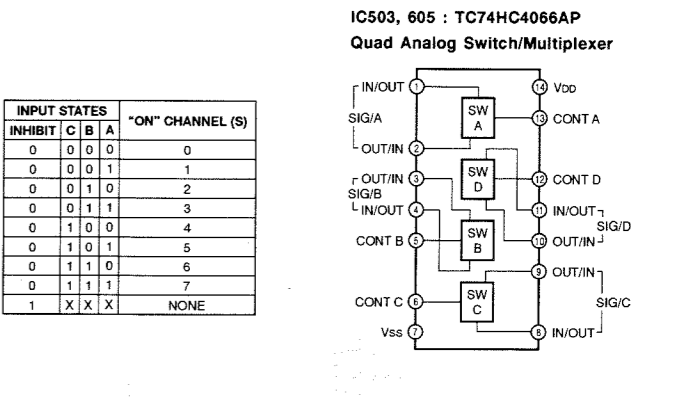 IC503, 605 : TC74HC4066AP
Quad Analog Switch/Multiplexer
INPUT STATES "ON" CHANNEL (S)
INHIBIT C B A
0 0 0 0 0
0 0 0 1 1
0 0 1 0 2
0 0 1 1 3
0 1 0 0 4
0 1 0 1 5
0 1 1 0 6
0 1 1 1 7
1 X X X NONE
IN/OUT 1
SIG/A
OUT/IN 2
OUT/IN 3
SIG/B
IN/OUT 4
CONT B 5
CONT C 6
Vss 7
SW A
SW D
SW B
SW C
14 VDD
13 CONT A
12 CONT D
11 IN/OUT
SIG/D
10 OUT/IN
9 OUT/IN
SIG/C
8 IN/OUT